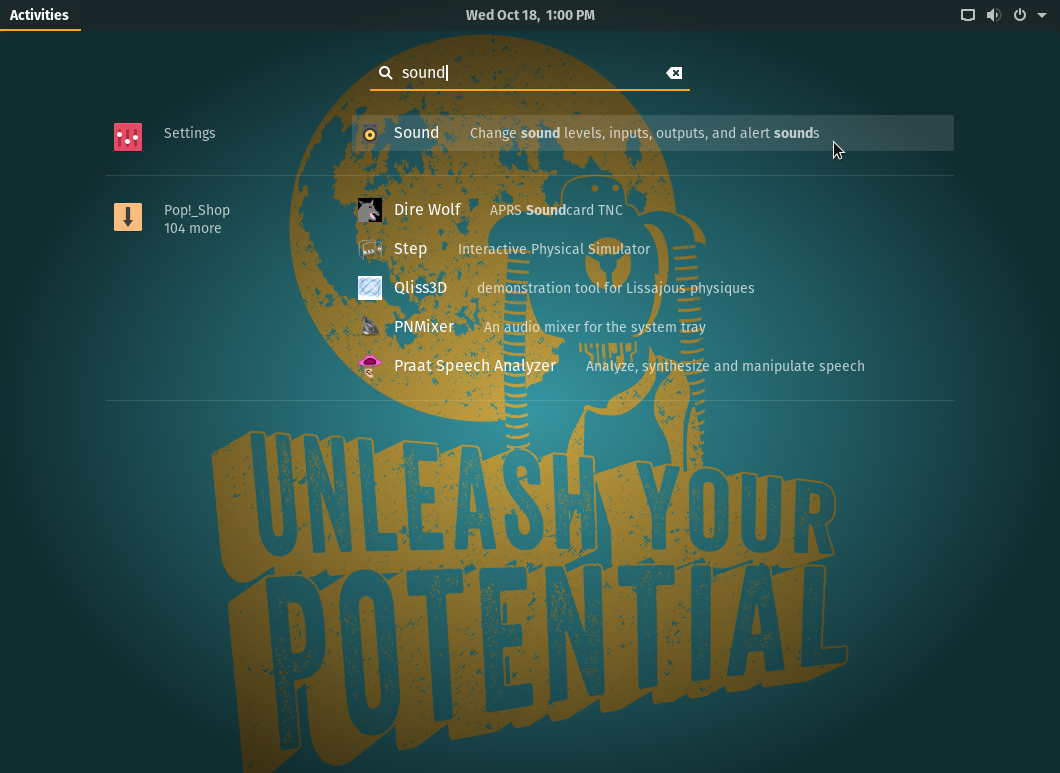 Activities
Wed Oct 18, 1:00 PM
sound
Settings
Sound Change sound levels, inputs, outputs, and alert sounds
Pop!_Shop
104 more
Dire Wolf APRS Soundcard TNC
Step Interactive Physical Simulator
Qliss3D demonstration tool for Lissajous physiques
PNMixer An audio mixer for the system tray
Praat Speech Analyzer Analyze, synthesize and manipulate speech
UNLEASH YOUR
POTENTIAL